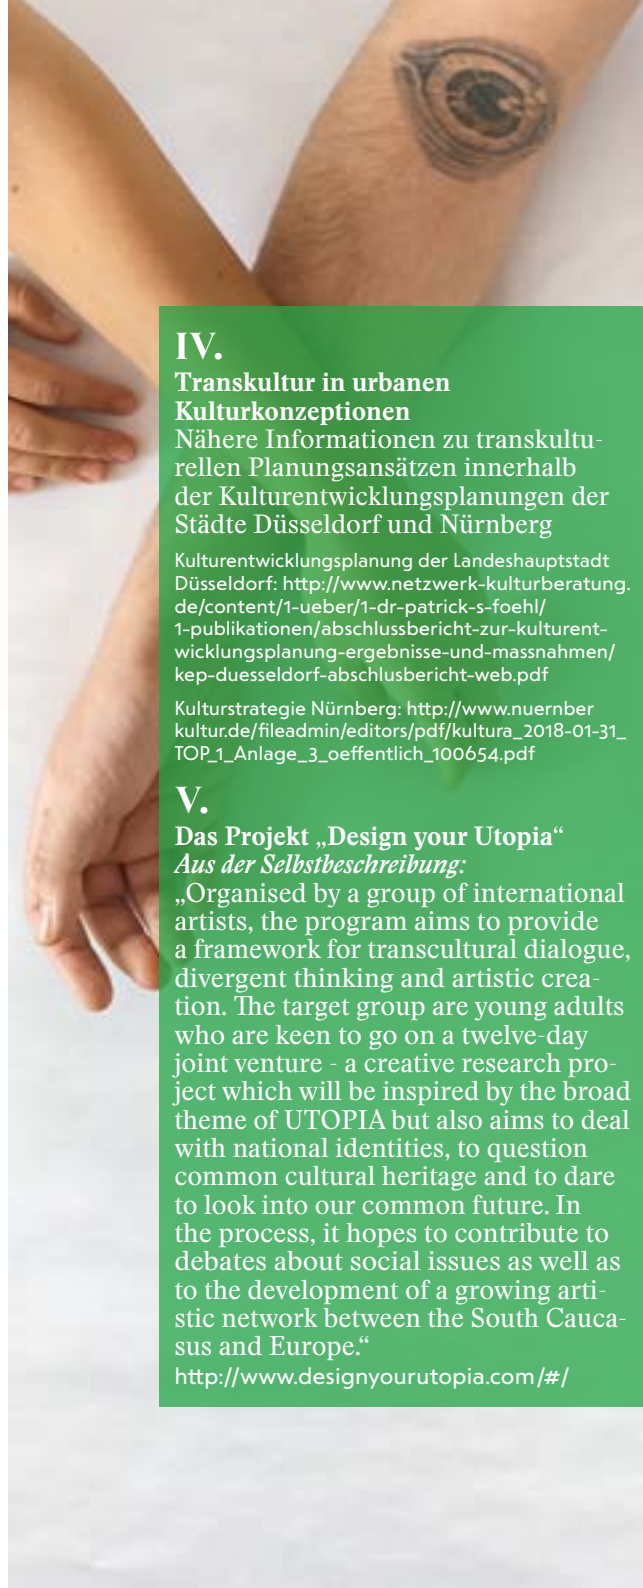 IV.
Transkultur in urbanen
Kulturkonzeptionen
Nähere Informationen zu transkultu-
rellen Planungsansätzen innerhalb
der Kulturentwicklungsplanungen der
Städte Düsseldorf und Nürnberg
Kulturentwicklungsplanung der Landeshauptstadt
Düsseldorf: http://www.netzwerk-kulturberatung.
de/content/1-ueber/1-dr-patrick-s-foehl/
1-publikationen/abschlussbericht-zur-kulturent-
wicklungsplanung-ergebnisse-und-massnahmen/
kep-duesseldorf-abschlusbericht-web.pdf
Kulturstrategie Nürnberg: http://www.nuernber
kultur.de/fileadmin/editors/pdf/kultura_2018-01-31_
TOP_1_Anlage_3_oeffentlich_100654.pdf
V.
Das Projekt „Design your Utopia“
Aus der Selbstbeschreibung:
„Organised by a group of international
artists, the program aims to provide
a framework for transcultural dialogue,
divergent thinking and artistic crea-
tion. The target group are young adults
who are keen to go on a twelve-day
joint venture - a creative research pro-
ject which will be inspired by the broad
theme of UTOPIA but also aims to deal
with national identities, to question
common cultural heritage and to dare
to look into our common future. In
the process, it hopes to contribute to
debates about social issues as well as
to the development of a growing arti-
stic network between the South Cauca-
sus and Europe.“
http://www.designyourutopia.com/#/